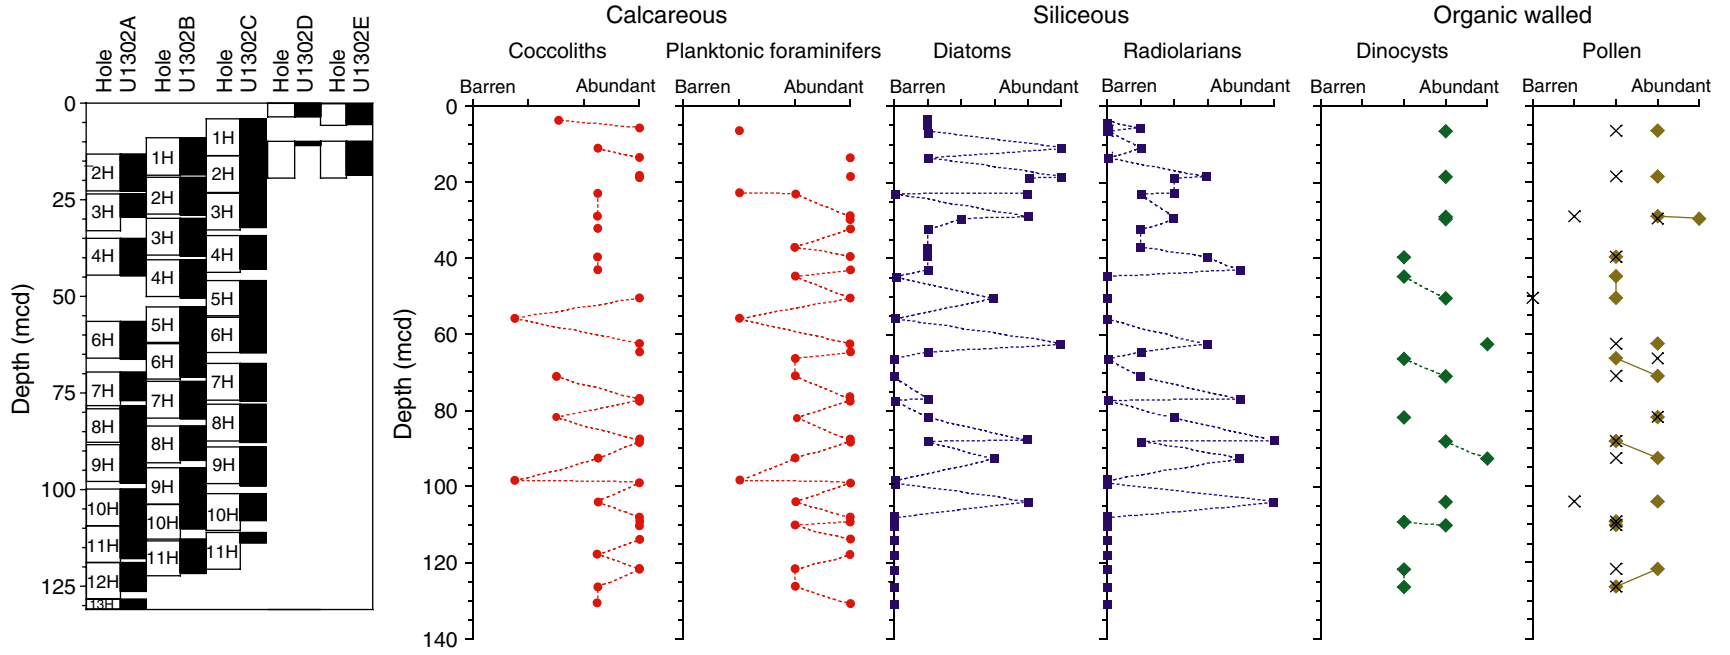 Calcareous Siliceous Organic walled
Hole U1302A
Hole U1302B
Hole U1302C
Hole U1302D
Hole U1302E
Coccoliths Planktonic foraminifers Diatoms Radiolarians Dinocysts Pollen
Barren Abundant Barren Abundant Barren Abundant Barren Abundant Barren Abundant
Depth (mcd)
0
25
50
75
100
125
2H
3H
4H
6H
7H
8H
9H
10H
11H
12H
13H
1H
2H
3H
4H
5H
6H
7H
8H
9H
10H
11H
1H
2H
3H
4H
5H
6H
7H
8H
9H
10H
11H
Depth (mcd)
0
20
40
60
80
100
120
140